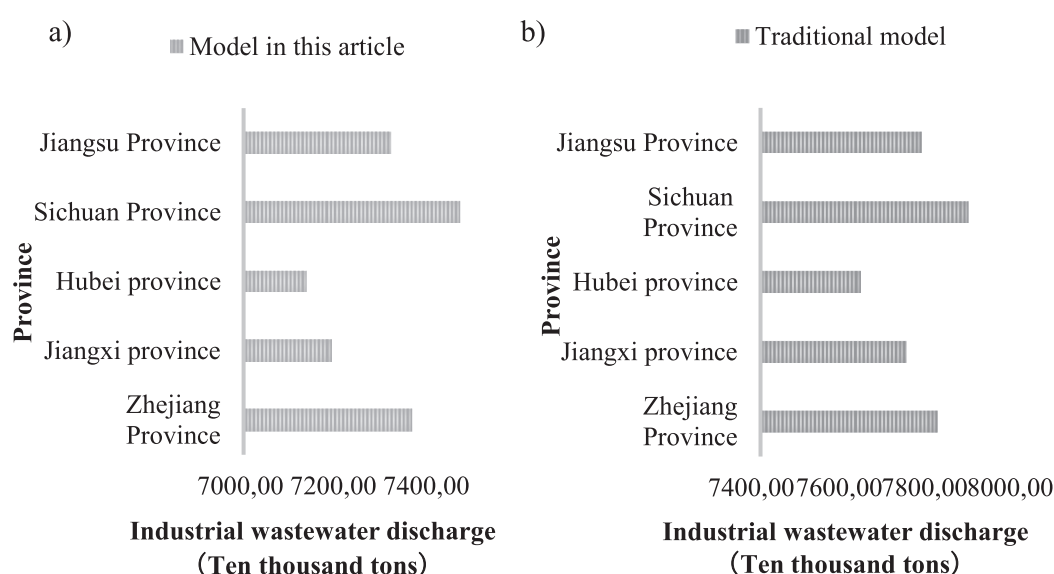 a)
Model in this article
Jiangsu Province
Sichuan Province
Hubei province
Jiangxi province
Zhejiang
Province
Province
7000,00 7200,00 7400,00
Industrial wastewater discharge
（Ten thousand tons）
b)
Traditional model
Jiangsu Province
Sichuan
Province
Hubei province
Jiangxi province
Zhejiang
Province
Province
7400,007600,007800,008000,00
Industrial wastewater discharge
（Ten thousand tons）